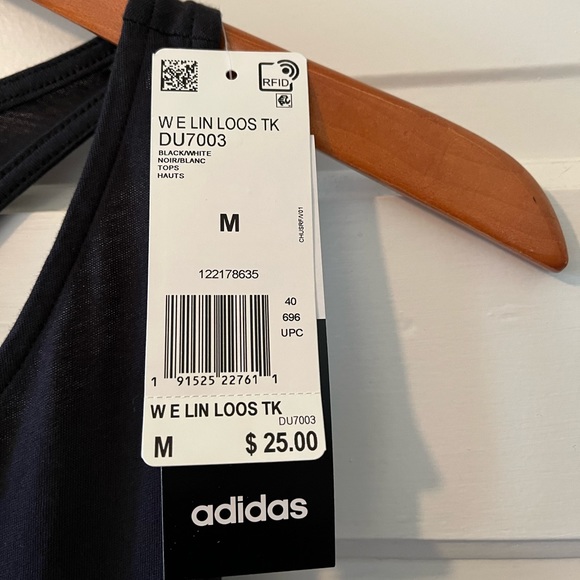 RFID
W E LIN LOOS TK
DU7003
BLACK/WHITE
NOIR/BLANC
TOPS
HAUTS
M
CHUSRFIV01
122178635
40
696
UPC
1 91525 22761 1
W E LIN LOOS TK
DU7003
M $ 25.00
adidas